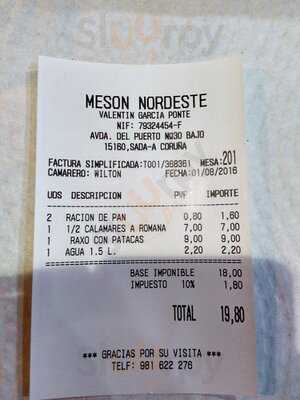 MESON NORDESTE
VALENTIN GARCIA PONTE
NIF: 79324454-F
AVDA. DEL PUERTO Nº30 BAJO
15160,SADA-A CORUÑA
FACTURA SIMPLIFICADA:T001/368361 MESA:201
CAMARERO: WILTON FECHA:01/08/2016
UDS DESCRIPCION PVP IMPORTE
2 RACION DE PAN 0,80 1,60
1 1/2 CALAMARES A ROMANA 7,00 7,00
1 RAXO CON PATACAS 9,00 9,00
1 AGUA 1.5 L. 2,20 2,20
BASE IMPONIBLE 18,00
IMPUESTO 10% 1,80
TOTAL 19,80
*** GRACIAS POR SU VISITA ***
TELF: 981 622 276